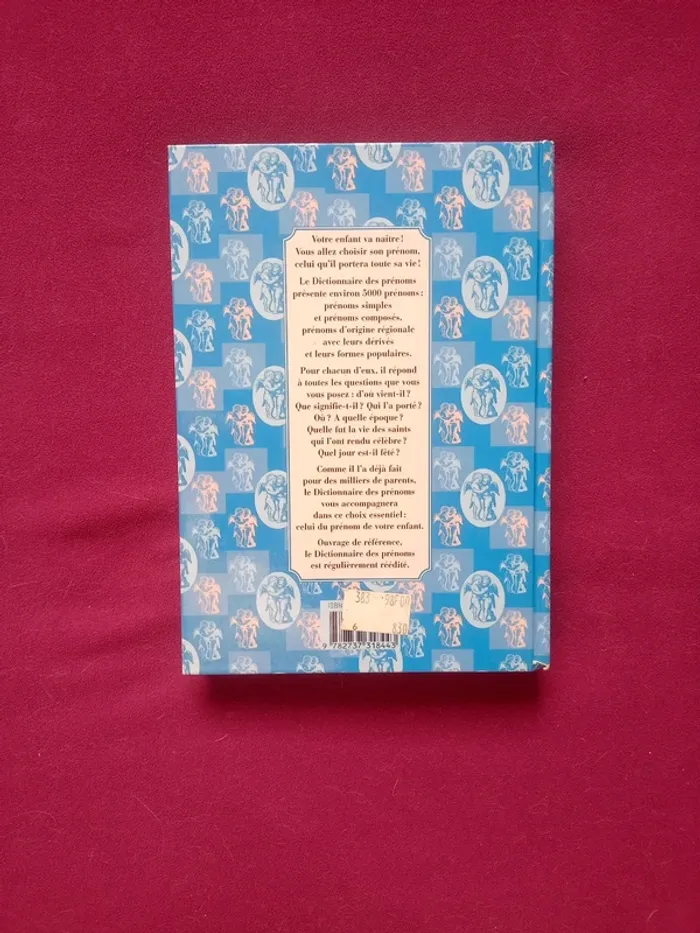 Votre enfant va naître !
Vous allez choisir son prénom,
celui qu'il portera toute sa vie !
Le Dictionnaire des prénoms
présente environ 5000 prénoms :
prénoms simples
et prénoms composés,
prénoms d'origine régionale
avec leurs dérivés
et leurs formes populaires.
Pour chacun d'eux, il répond
à toutes les questions que vous
vous posez : d'où vient-il ?
Que signifie-t-il ? Qui l'a porté ?
Où ? A quelle époque ?
Quelle fut la vie des saints
qui l'ont rendu célèbre ?
Quel jour est-il fêté ?
Comme il l'a déjà fait
pour des milliers de parents,
le Dictionnaire des prénoms
vous accompagnera
dans ce choix essentiel :
celui du prénom de votre enfant.
Ouvrage de référence,
le Dictionnaire des prénoms
est régulièrement réédité.
383
ISBN
6 830
9 782737 318443